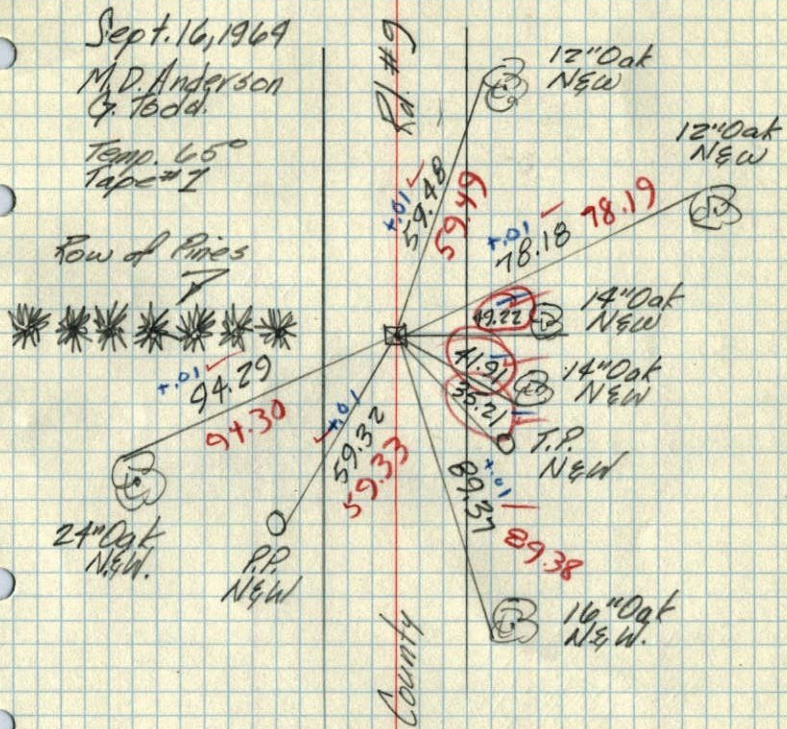 Sept. 16, 1964
M.D. Anderson
G. Todd.
Temp. 65°
Tape #1
Row of Pines
Rd. #9
County
12" Oak
N&W
+.01
59.48
59.49
12" Oak
N&W
+.01
78.18
78.19
14" Oak
N&W
49.22
14" Oak
N&W
41.91
T.P.
N&W
35.21
+.01
94.29
94.30
24" Oak
N&W.
+.01
59.32
59.33
P.P.
N&W
+.01
89.37
89.38
16" Oak
N&W.